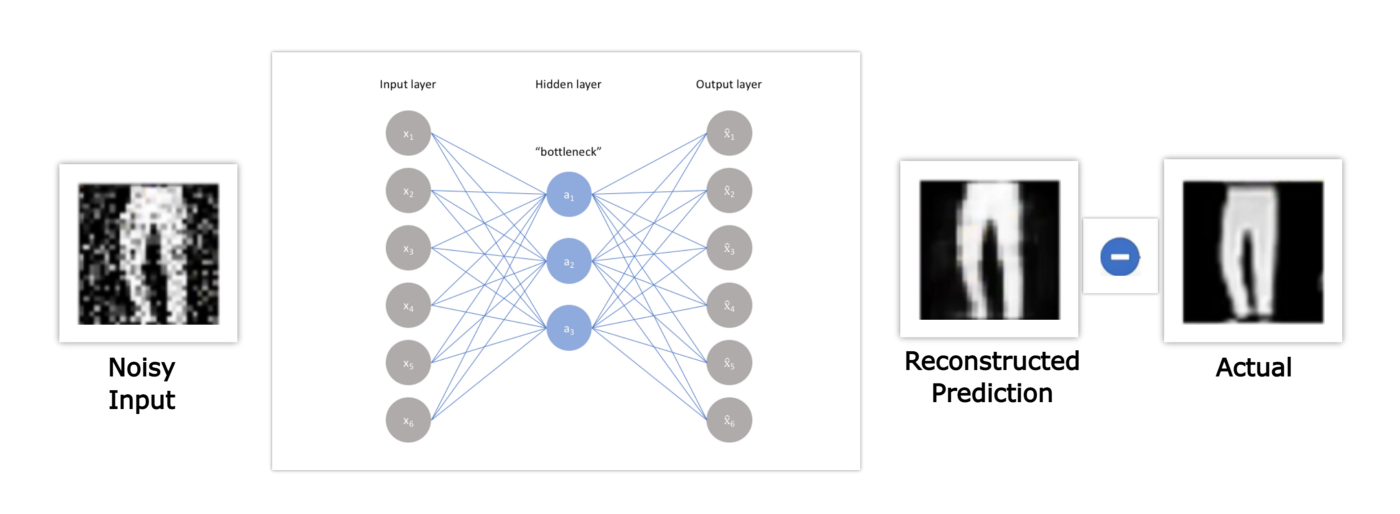 Input layer
Hidden layer
Output layer
"bottleneck"
x₁
x₂
x₃
x₄
x₅
x₆
a₁
a₂
a₃
x̂₁
x̂₂
x̂₃
x̂₄
x̂₅
x̂₆
Noisy
Input
Reconstructed
Prediction
Actual